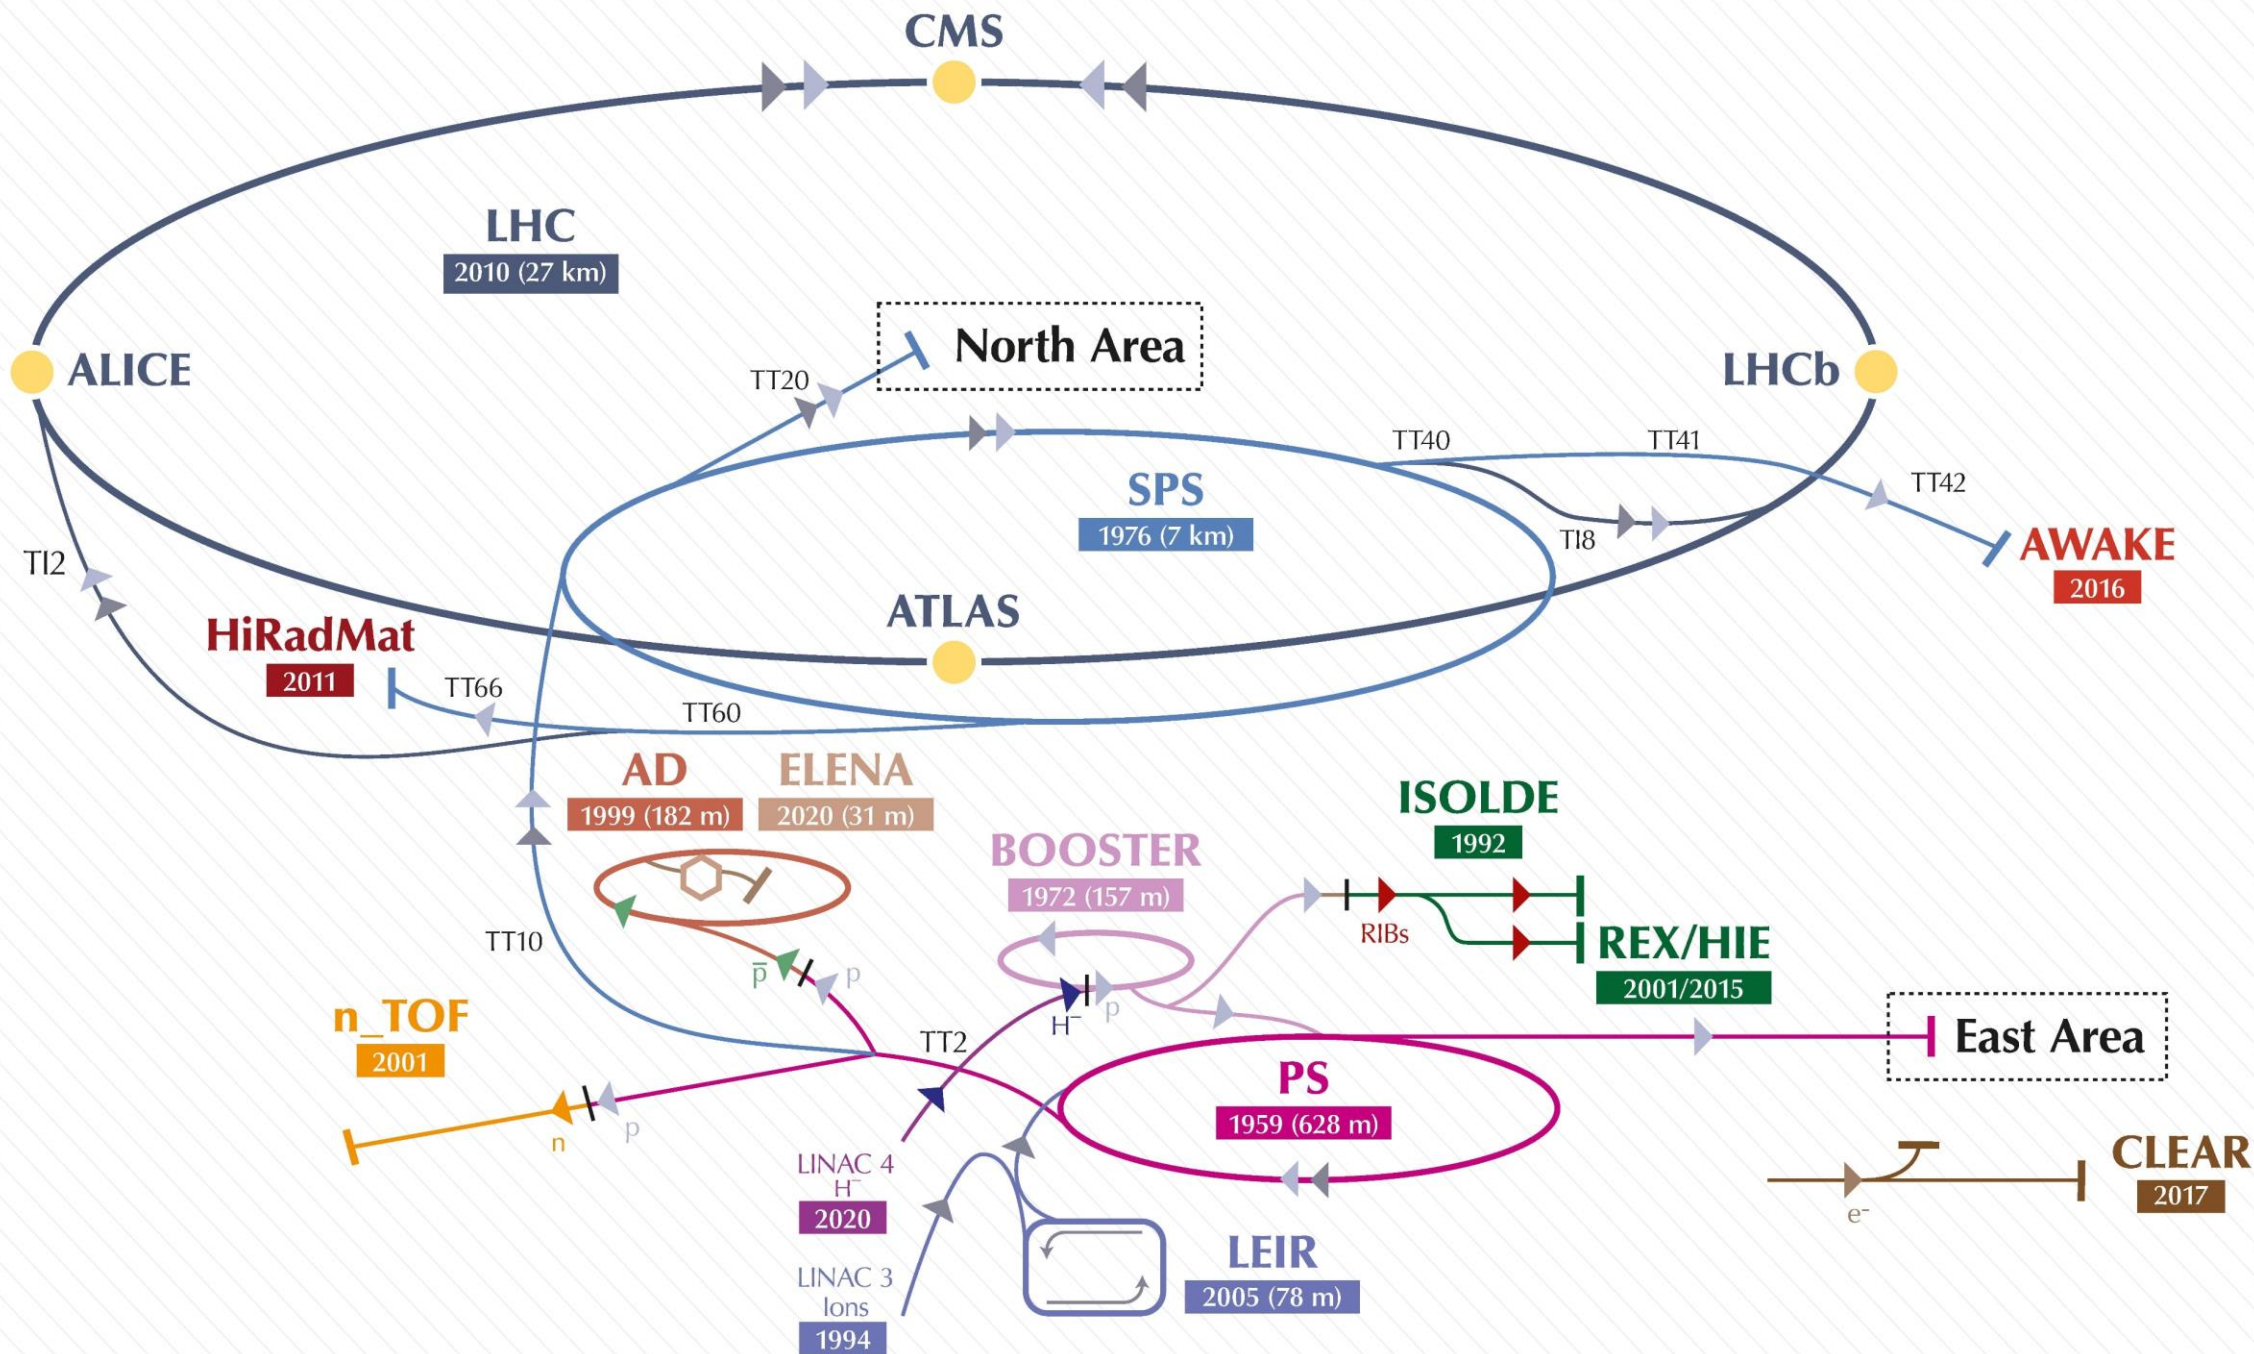 CMS
LHC
2010 (27 km)
North Area
ALICE
LHCb
TT20
TT40
TT41
TT42
SPS
1976 (7 km)
TI8
AWAKE
2016
TI2
ATLAS
HiRadMat
2011
TT66
TT60
AD
1999 (182 m)
ELENA
2020 (31 m)
ISOLDE
1992
BOOSTER
1972 (157 m)
RIBs
REX/HIE
2001/2015
TT10
p̅
p
H⁻
p
East Area
n_TOF
2001
TT2
PS
1959 (628 m)
n
p
LINAC 4
H⁻
2020
CLEAR
2017
e-
LINAC 3
Ions
1994
LEIR
2005 (78 m)